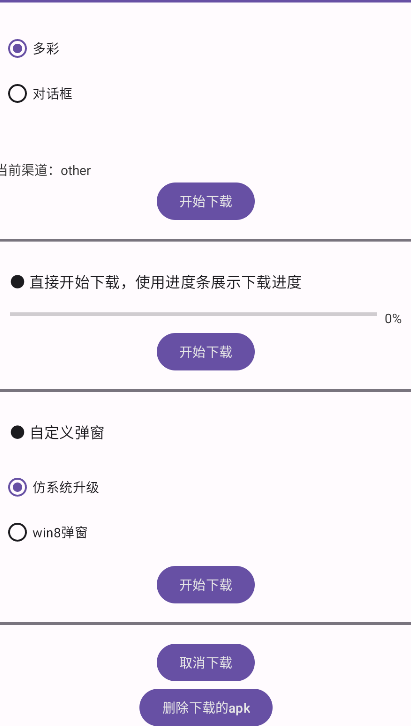 多彩
对话框
当前渠道：other
开始下载
● 直接开始下载，使用进度条展示下载进度
0%
开始下载
● 自定义弹窗
仿系统升级
win8弹窗
开始下载
取消下载
删除下载的apk